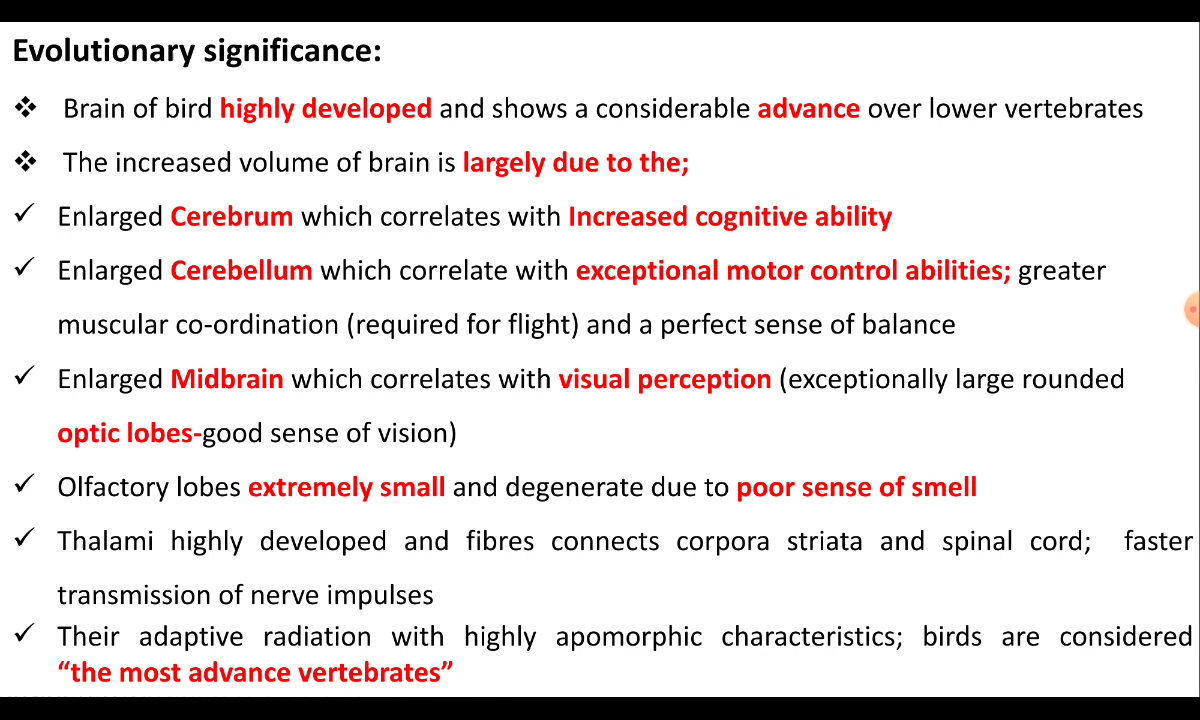 Evolutionary significance:
❖ Brain of bird highly developed and shows a considerable advance over lower vertebrates
❖ The increased volume of brain is largely due to the;
✓ Enlarged Cerebrum which correlates with Increased cognitive ability
✓ Enlarged Cerebellum which correlate with exceptional motor control abilities; greater
muscular co-ordination (required for flight) and a perfect sense of balance
✓ Enlarged Midbrain which correlates with visual perception (exceptionally large rounded
optic lobes-good sense of vision)
✓ Olfactory lobes extremely small and degenerate due to poor sense of smell
✓ Thalami highly developed and fibres connects corpora striata and spinal cord; faster
transmission of nerve impulses
✓ Their adaptive radiation with highly apomorphic characteristics; birds are considered
“the most advance vertebrates”